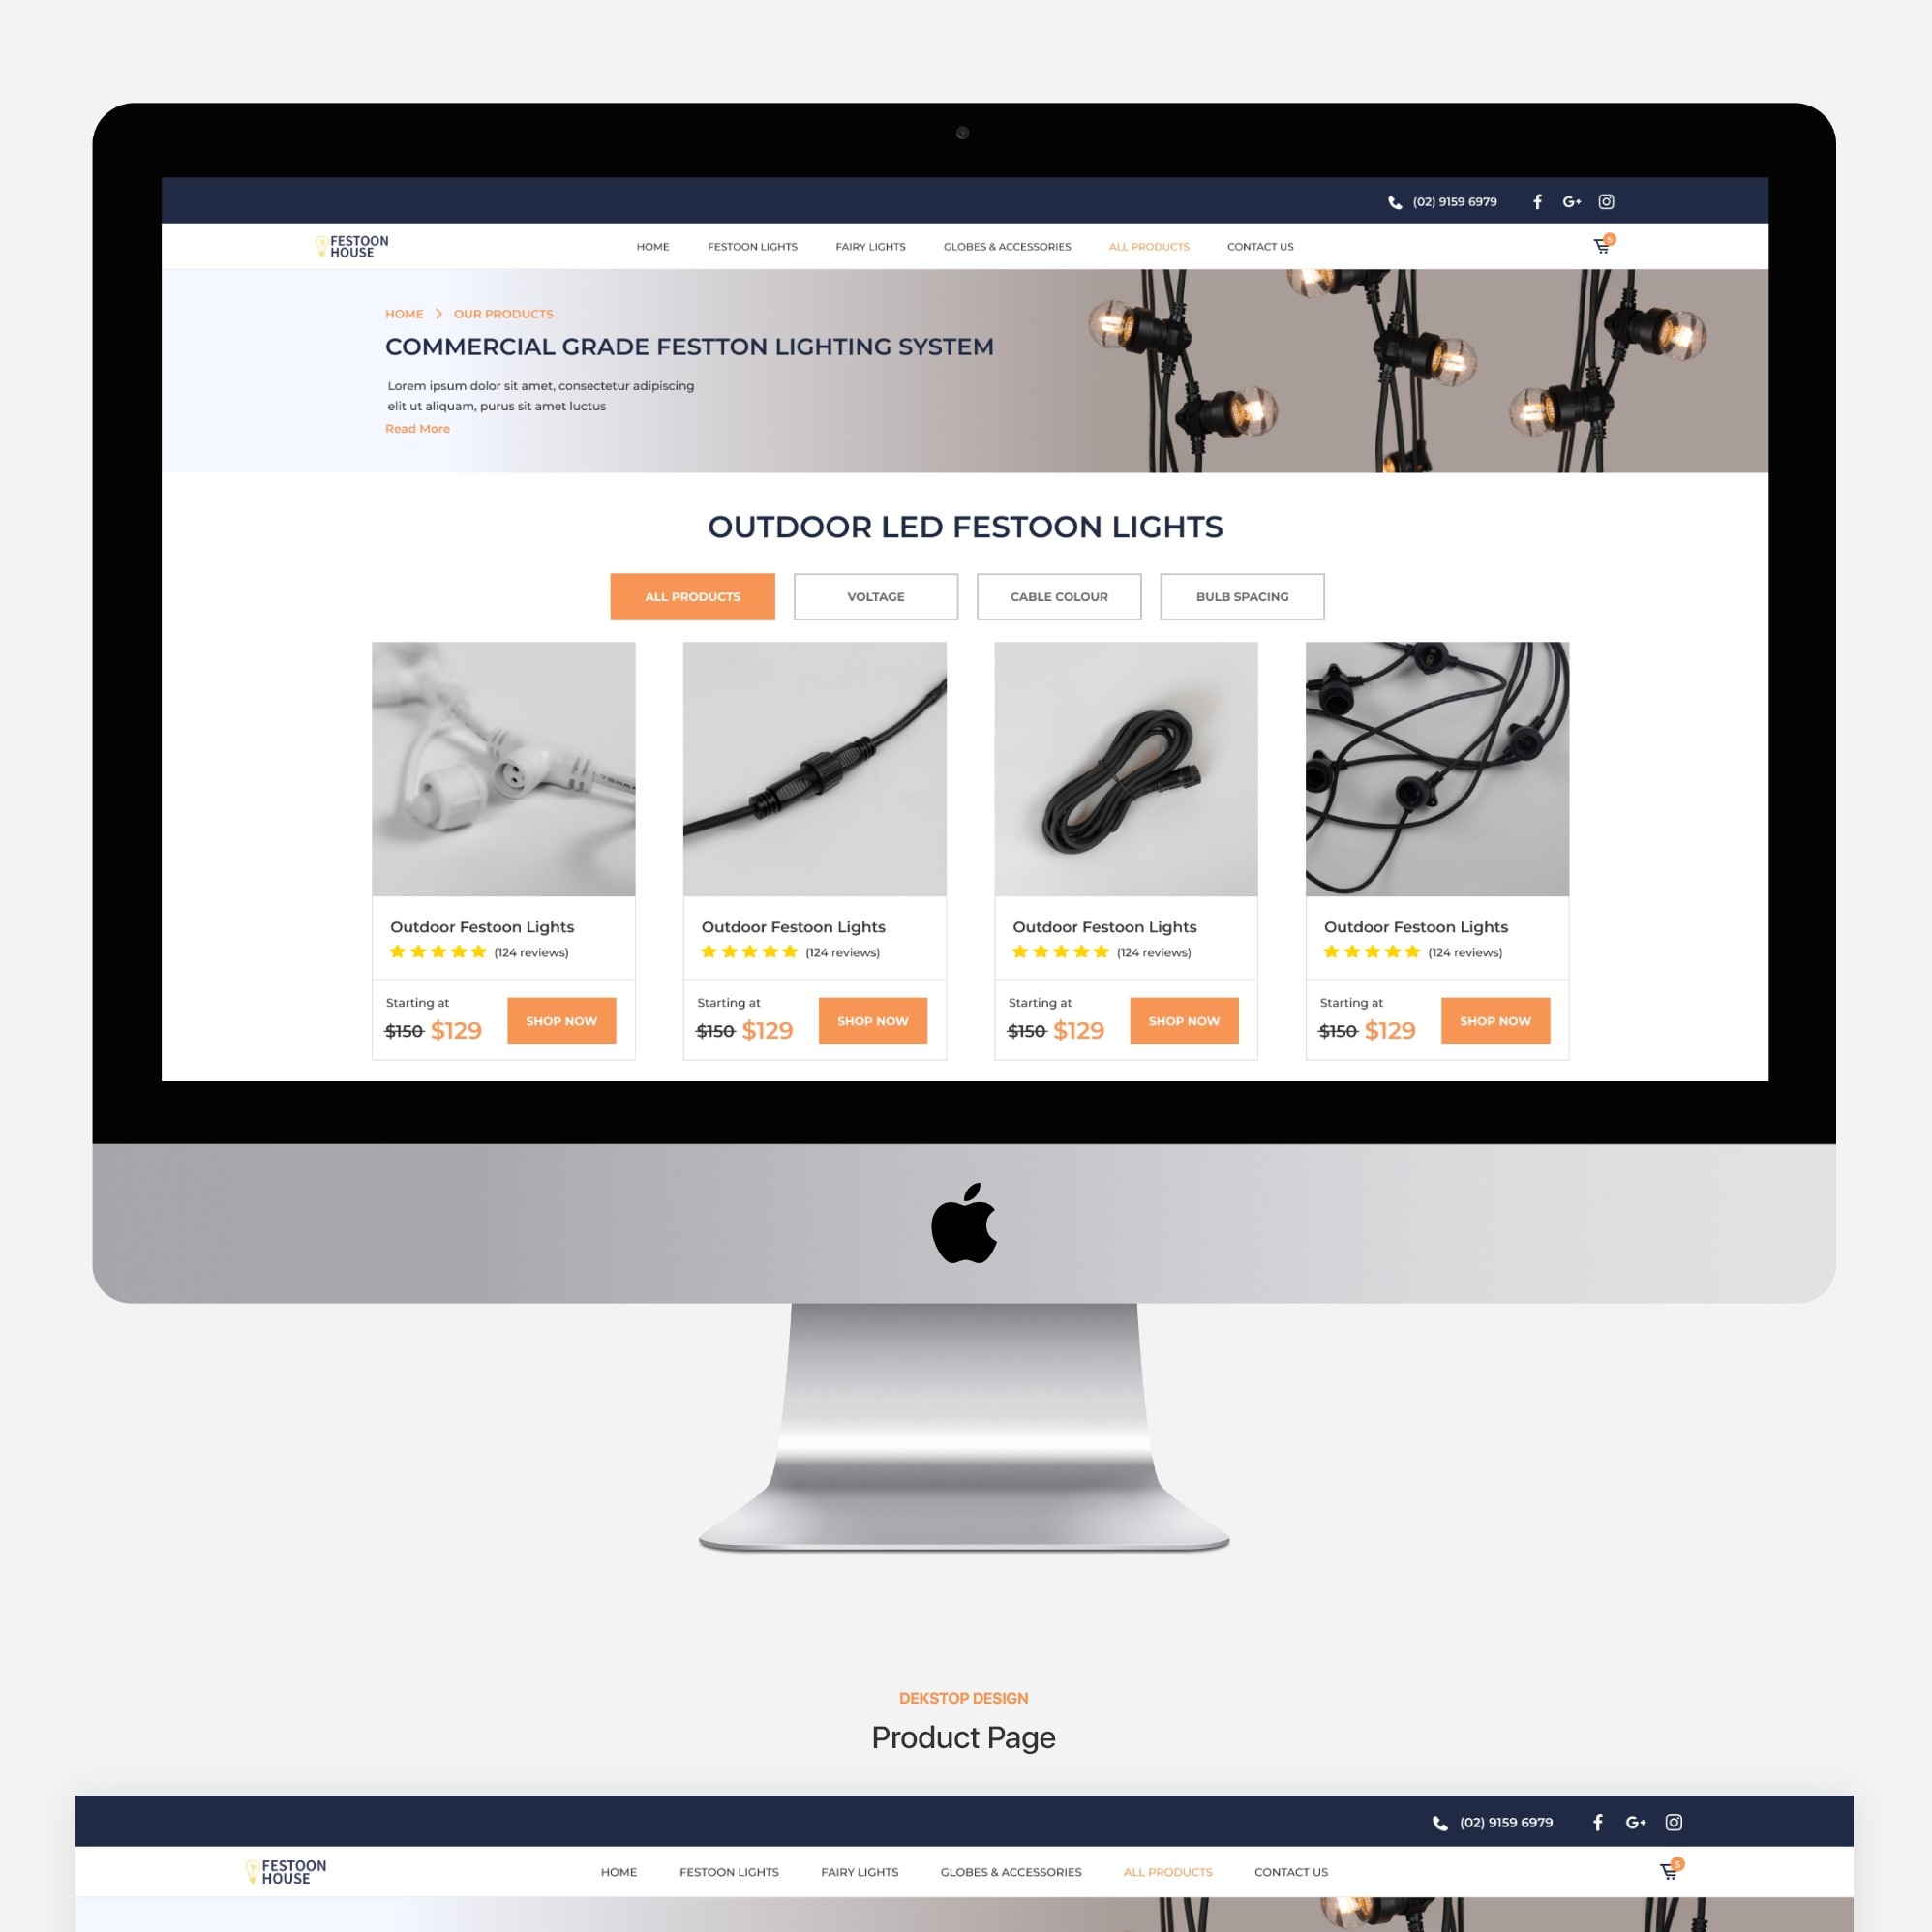 (02) 9159 6979
FESTOON
HOUSE
HOME FESTOON LIGHTS FAIRY LIGHTS GLOBES & ACCESSORIES ALL PRODUCTS CONTACT US
HOME > OUR PRODUCTS
COMMERCIAL GRADE FESTTON LIGHTING SYSTEM
Lorem ipsum dolor sit amet, consectetur adipiscing
elit ut aliquam, purus sit amet luctus
Read More
OUTDOOR LED FESTOON LIGHTS
ALL PRODUCTS VOLTAGE CABLE COLOUR BULB SPACING
Outdoor Festoon Lights Outdoor Festoon Lights Outdoor Festoon Lights Outdoor Festoon Lights
(124 reviews) (124 reviews) (124 reviews) (124 reviews)
Starting at Starting at Starting at Starting at
$150 $129 SHOP NOW $150 $129 SHOP NOW $150 $129 SHOP NOW $150 $129 SHOP NOW
DEKSTOP DESIGN
Product Page
(02) 9159 6979
FESTOON
HOUSE
HOME FESTOON LIGHTS FAIRY LIGHTS GLOBES & ACCESSORIES ALL PRODUCTS CONTACT US